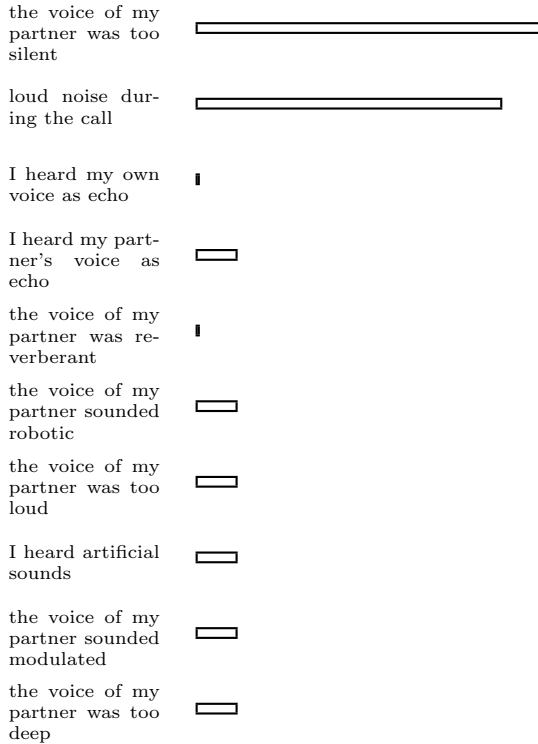 the voice of my
partner was too
silent
loud noise dur-
ing the call
I heard my own
voice as echo
I heard my part-
ner's voice as
echo
the voice of my
partner was re-
verberant
the voice of my
partner sounded
robotic
the voice of my
partner was too
loud
I heard artificial
sounds
the voice of my
partner sounded
modulated
the voice of my
partner was too
deep